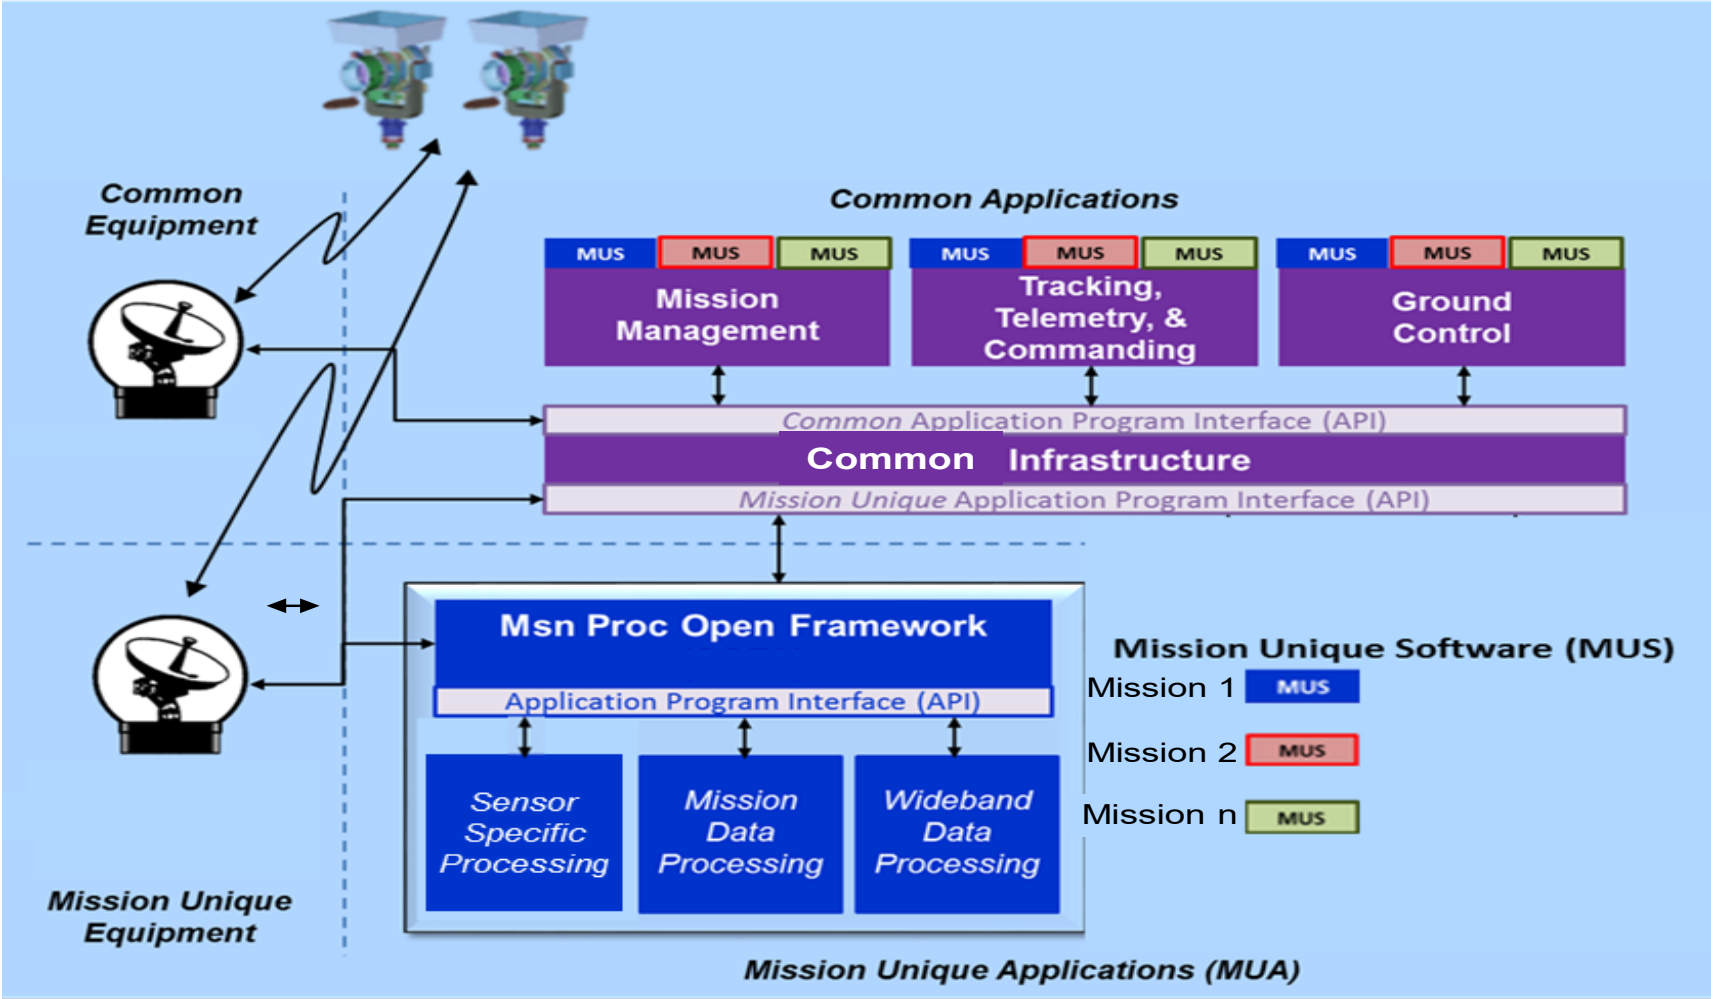 Common
Equipment
Common Applications
MUS MUS MUS
MUS MUS MUS
MUS MUS MUS
Mission
Management
Tracking,
Telemetry, &
Commanding
Ground
Control
Common Application Program Interface (API)
Common Infrastructure
Mission Unique Application Program Interface (API)
Msn Proc Open Framework
Application Program Interface (API)
Sensor
Specific
Processing
Mission
Data
Processing
Wideband
Data
Processing
Mission Unique Software (MUS)
Mission 1 MUS
Mission 2 MUS
Mission n MUS
Mission Unique
Equipment
Mission Unique Applications (MUA)